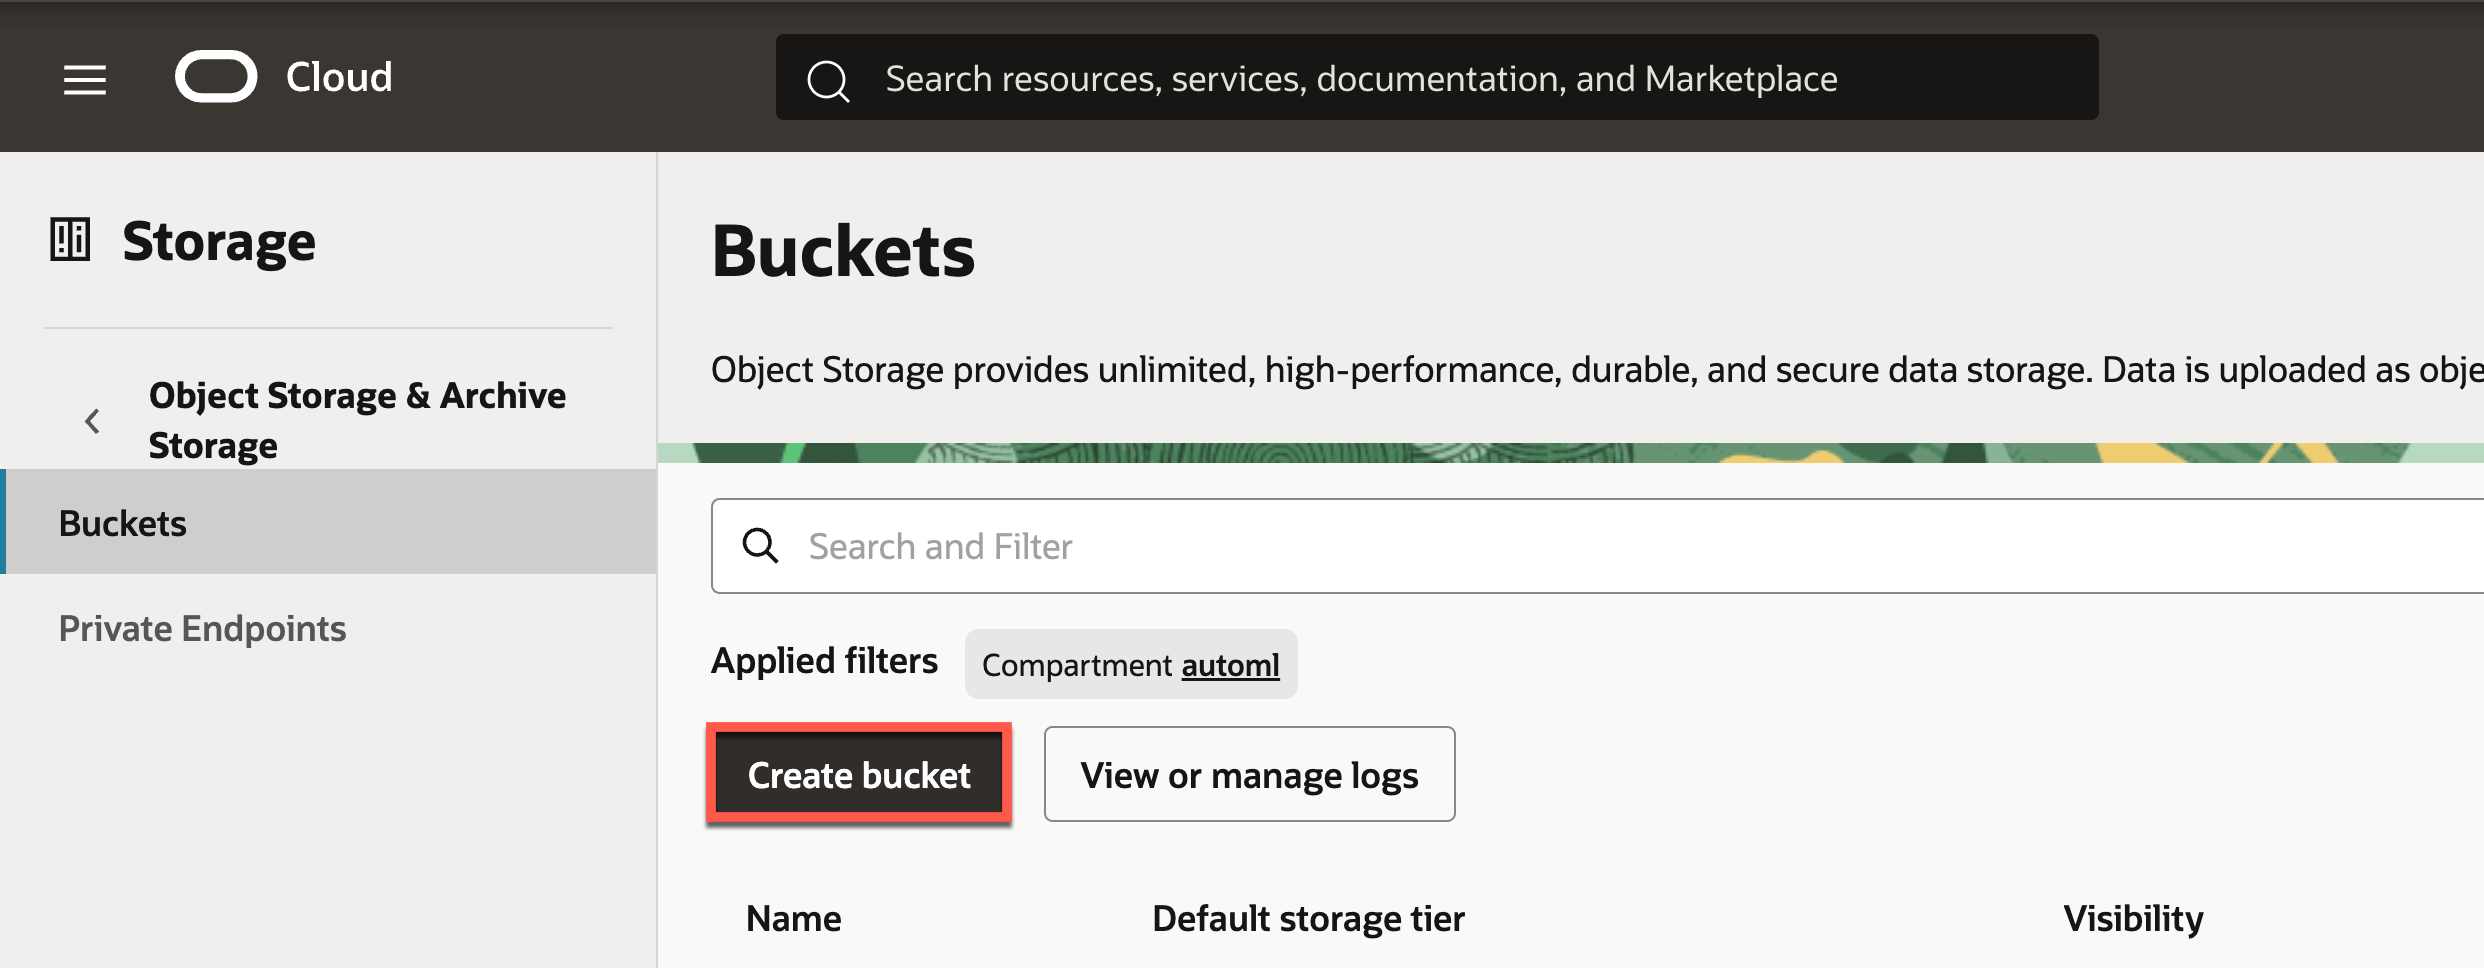 Cloud
Search resources, services, documentation, and Marketplace
Storage
Object Storage & Archive
Storage
Buckets
Private Endpoints
Buckets
Object Storage provides unlimited, high-performance, durable, and secure data storage. Data is uploaded as obje
Search and Filter
Applied filters Compartment automl
Create bucket View or manage logs
Name Default storage tier Visibility